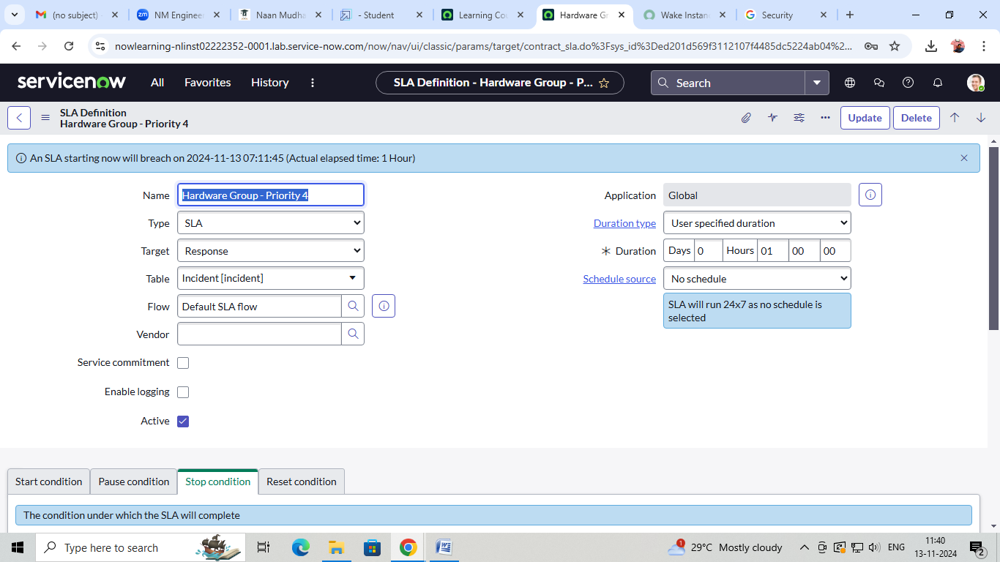 (no subject) -
NM Engineer
Naan Mudha
- Student
Learning Cou
Hardware Gr
Wake Instan
Security
nowlearning-nlinst02222352-0001.lab.service-now.com/now/nav/ui/classic/params/target/contract_sla.do%3Fsys_id%3Ded201d569f3112107f4485dc5224ab04%2...
servicenow
All
Favorites
History
SLA Definition - Hardware Group - P...
Search
SLA Definition
Hardware Group - Priority 4
Update
Delete
An SLA starting now will breach on 2024-11-13 07:11:45 (Actual elapsed time: 1 Hour)
Name Hardware Group - Priority 4
Application Global
Type SLA
Duration type User specified duration
Target Response
Duration Days 0 Hours 01 00 00
Table Incident [incident]
Schedule source No schedule
Flow Default SLA flow
SLA will run 24x7 as no schedule is
selected
Vendor
Service commitment
Enable logging
Active
Start condition
Pause condition
Stop condition
Reset condition
The condition under which the SLA will complete
Type here to search
29°C Mostly cloudy
ENG
11:40
13-11-2024
2